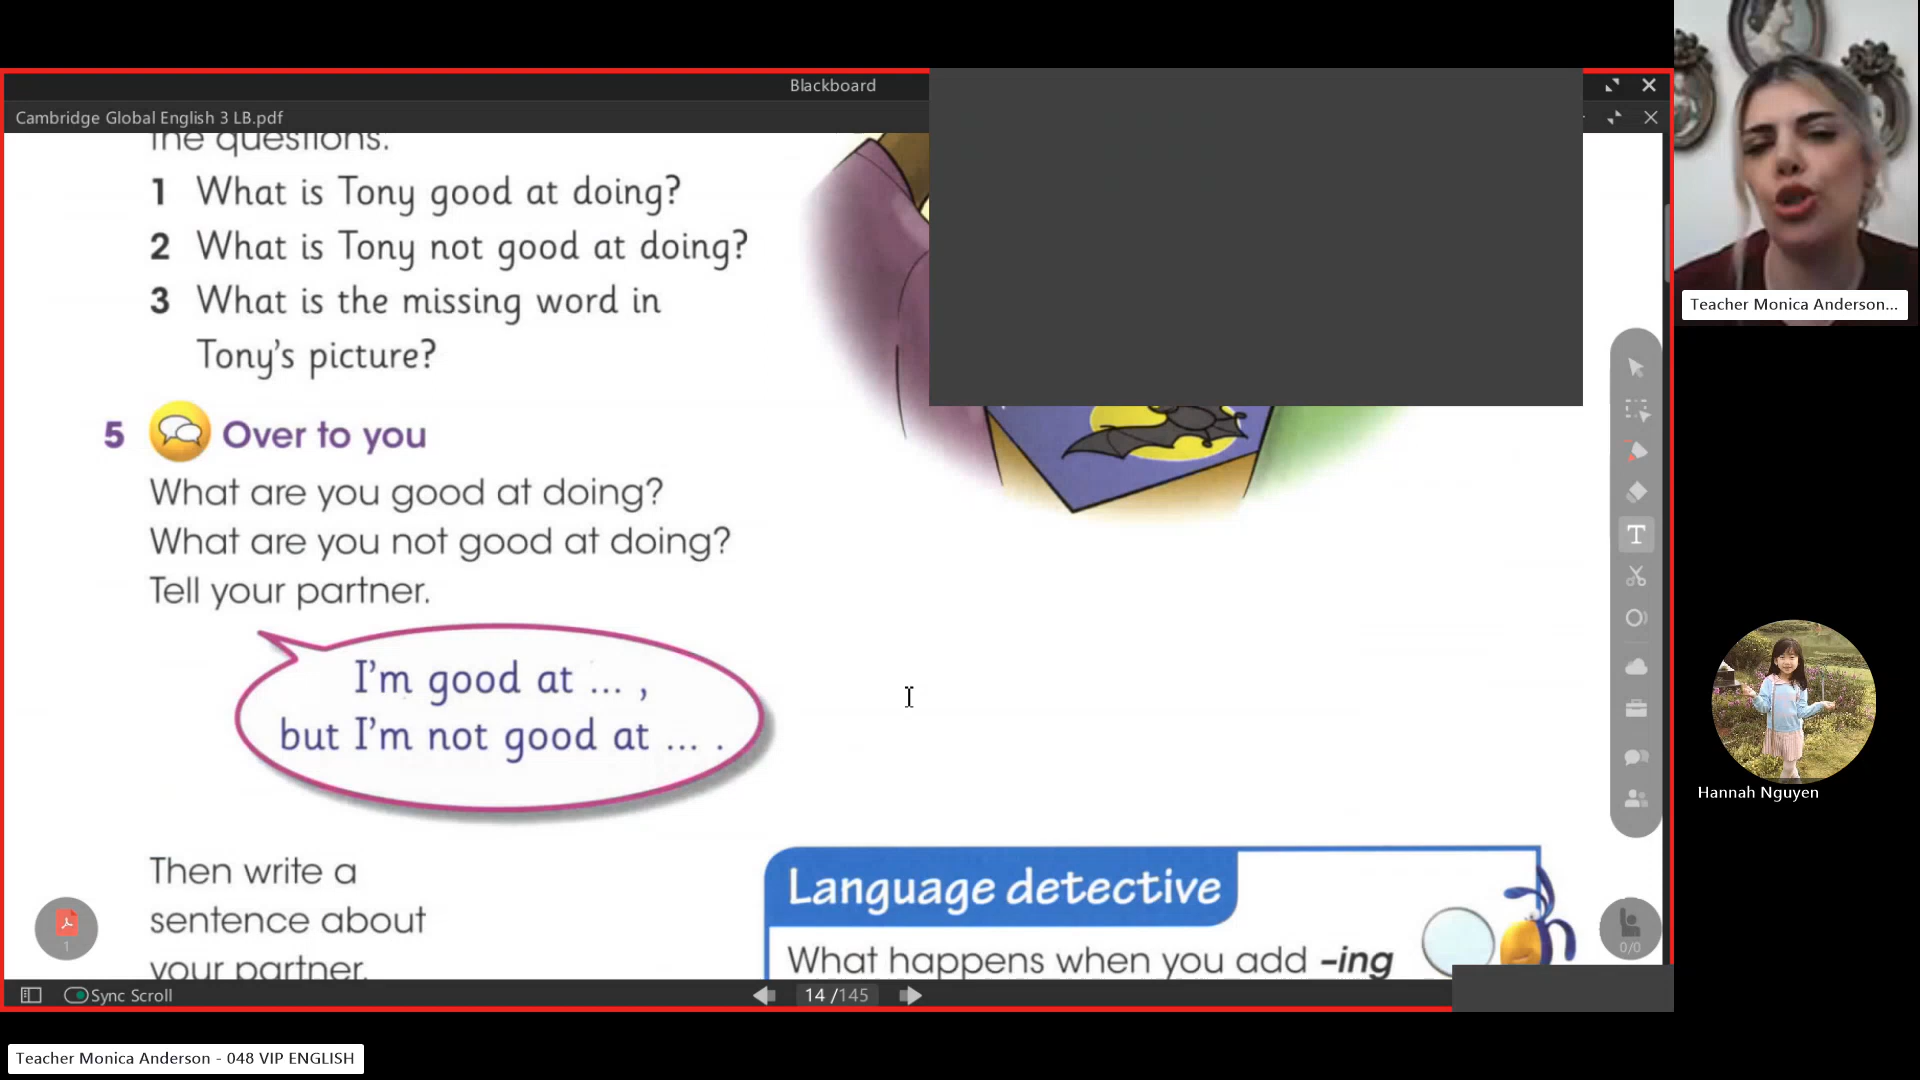 Blackboard
Cambridge Global English 3 LB.pdf
the questions.
1 What is Tony good at doing?
2 What is Tony not good at doing?
3 What is the missing word in
Tony's picture?
5 Over to you
What are you good at doing?
What are you not good at doing?
Tell your partner.
I'm good at ... ,
but I'm not good at ... .
Then write a
sentence about
your partner.
Language detective
What happens when you add -ing
T
1
0/0
Sync Scroll
14 /145
Teacher Monica Anderson...
Hannah Nguyen
Teacher Monica Anderson - 048 VIP ENGLISH